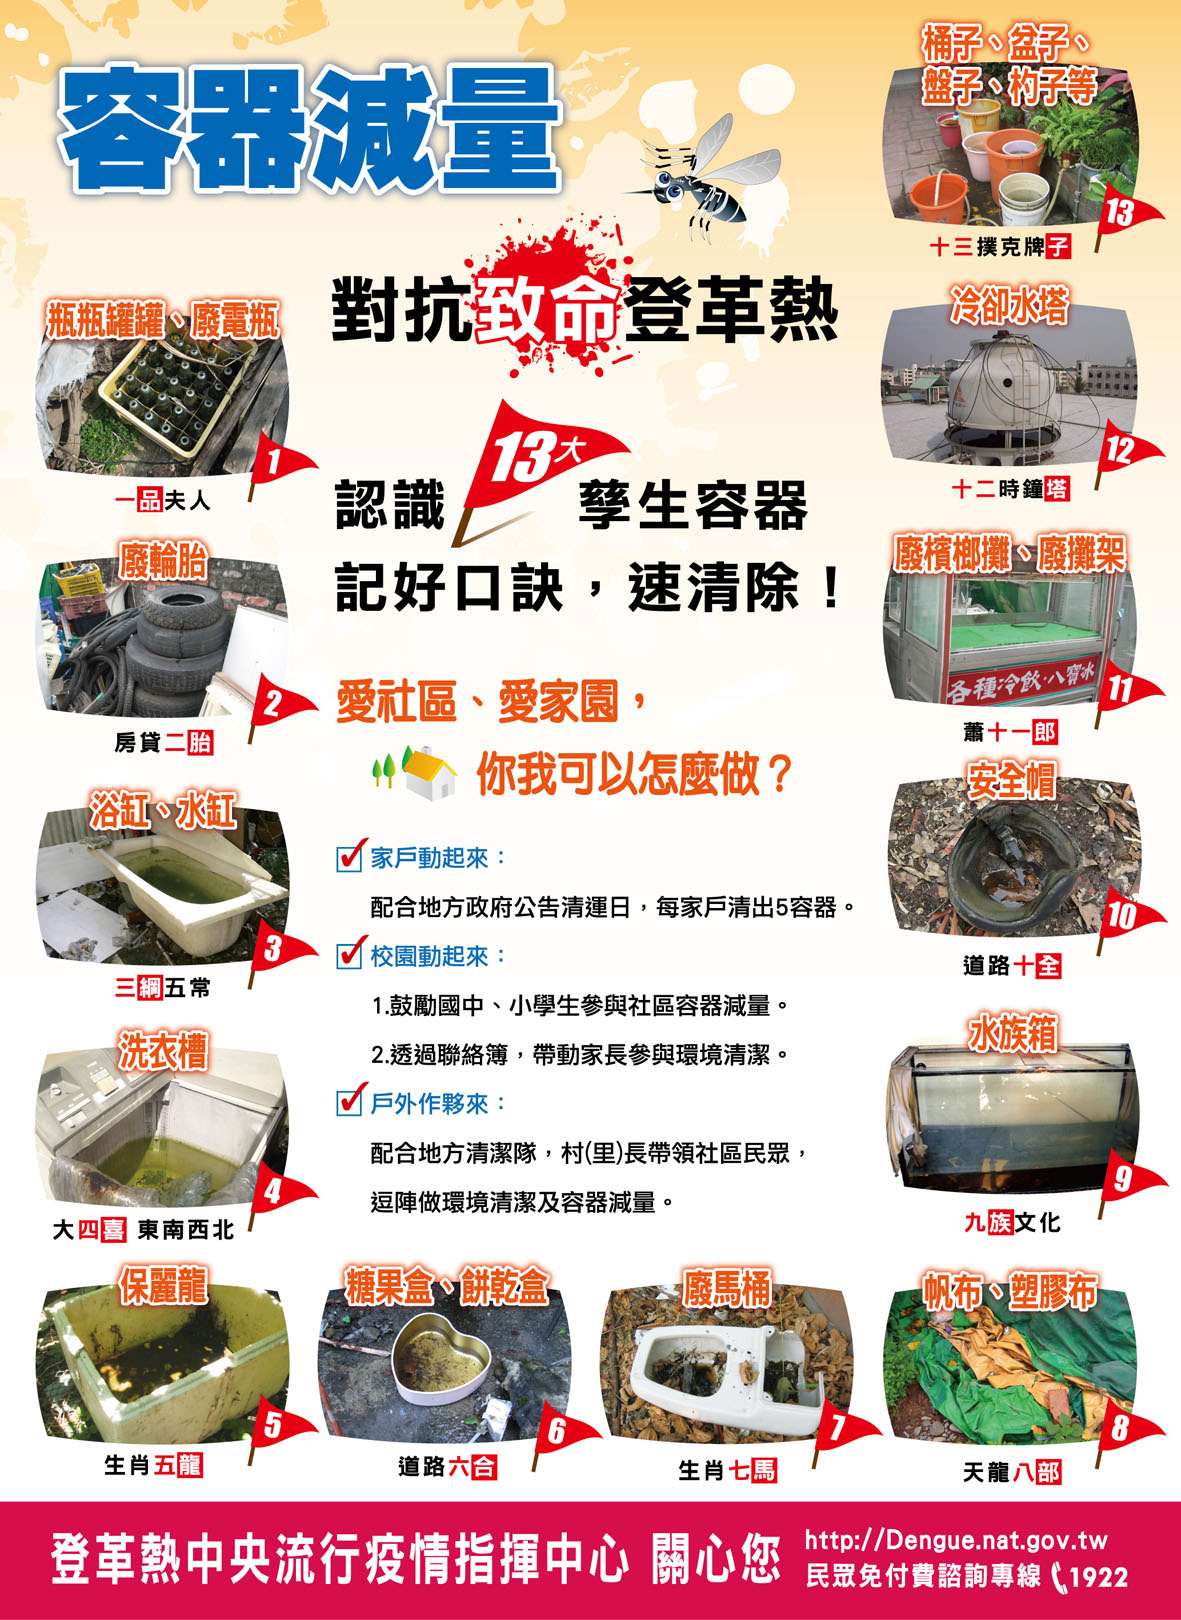 容器減量
對抗致命登革熱
認識13大孳生容器
記好口訣，速清除！
愛社區、愛家園，
你我可以怎麼做？
家戶動起來：
配合地方政府公告清運日，每家戶清出5容器。
校園動起來：
1.鼓勵國中、小學生參與社區容器減量。
2.透過聯絡簿，帶動家長參與環境清潔。
戶外作夥來：
配合地方清潔隊，村(里)長帶領社區民眾，
逗陣做環境清潔及容器減量。
瓶瓶罐罐、廢電瓶
1
一品夫人
廢輪胎
2
房貸二胎
浴缸、水缸
3
三綱五常
洗衣槽
4
大四喜 東南西北
保麗龍
5
生肖五龍
糖果盒、餅乾盒
6
道路六合
廢馬桶
7
生肖七馬
帆布、塑膠布
8
天龍八部
水族箱
9
九族文化
安全帽
10
道路十全
廢檳榔攤、廢攤架
各種冷飲·八寶冰
11
蕭十一郎
冷卻水塔
12
十二時鐘塔
桶子、盆子、
盤子、杓子等
13
十三撲克牌子
登革熱中央流行疫情指揮中心 關心您
http://Dengue.nat.gov.tw
民眾免付費諮詢專線 1922